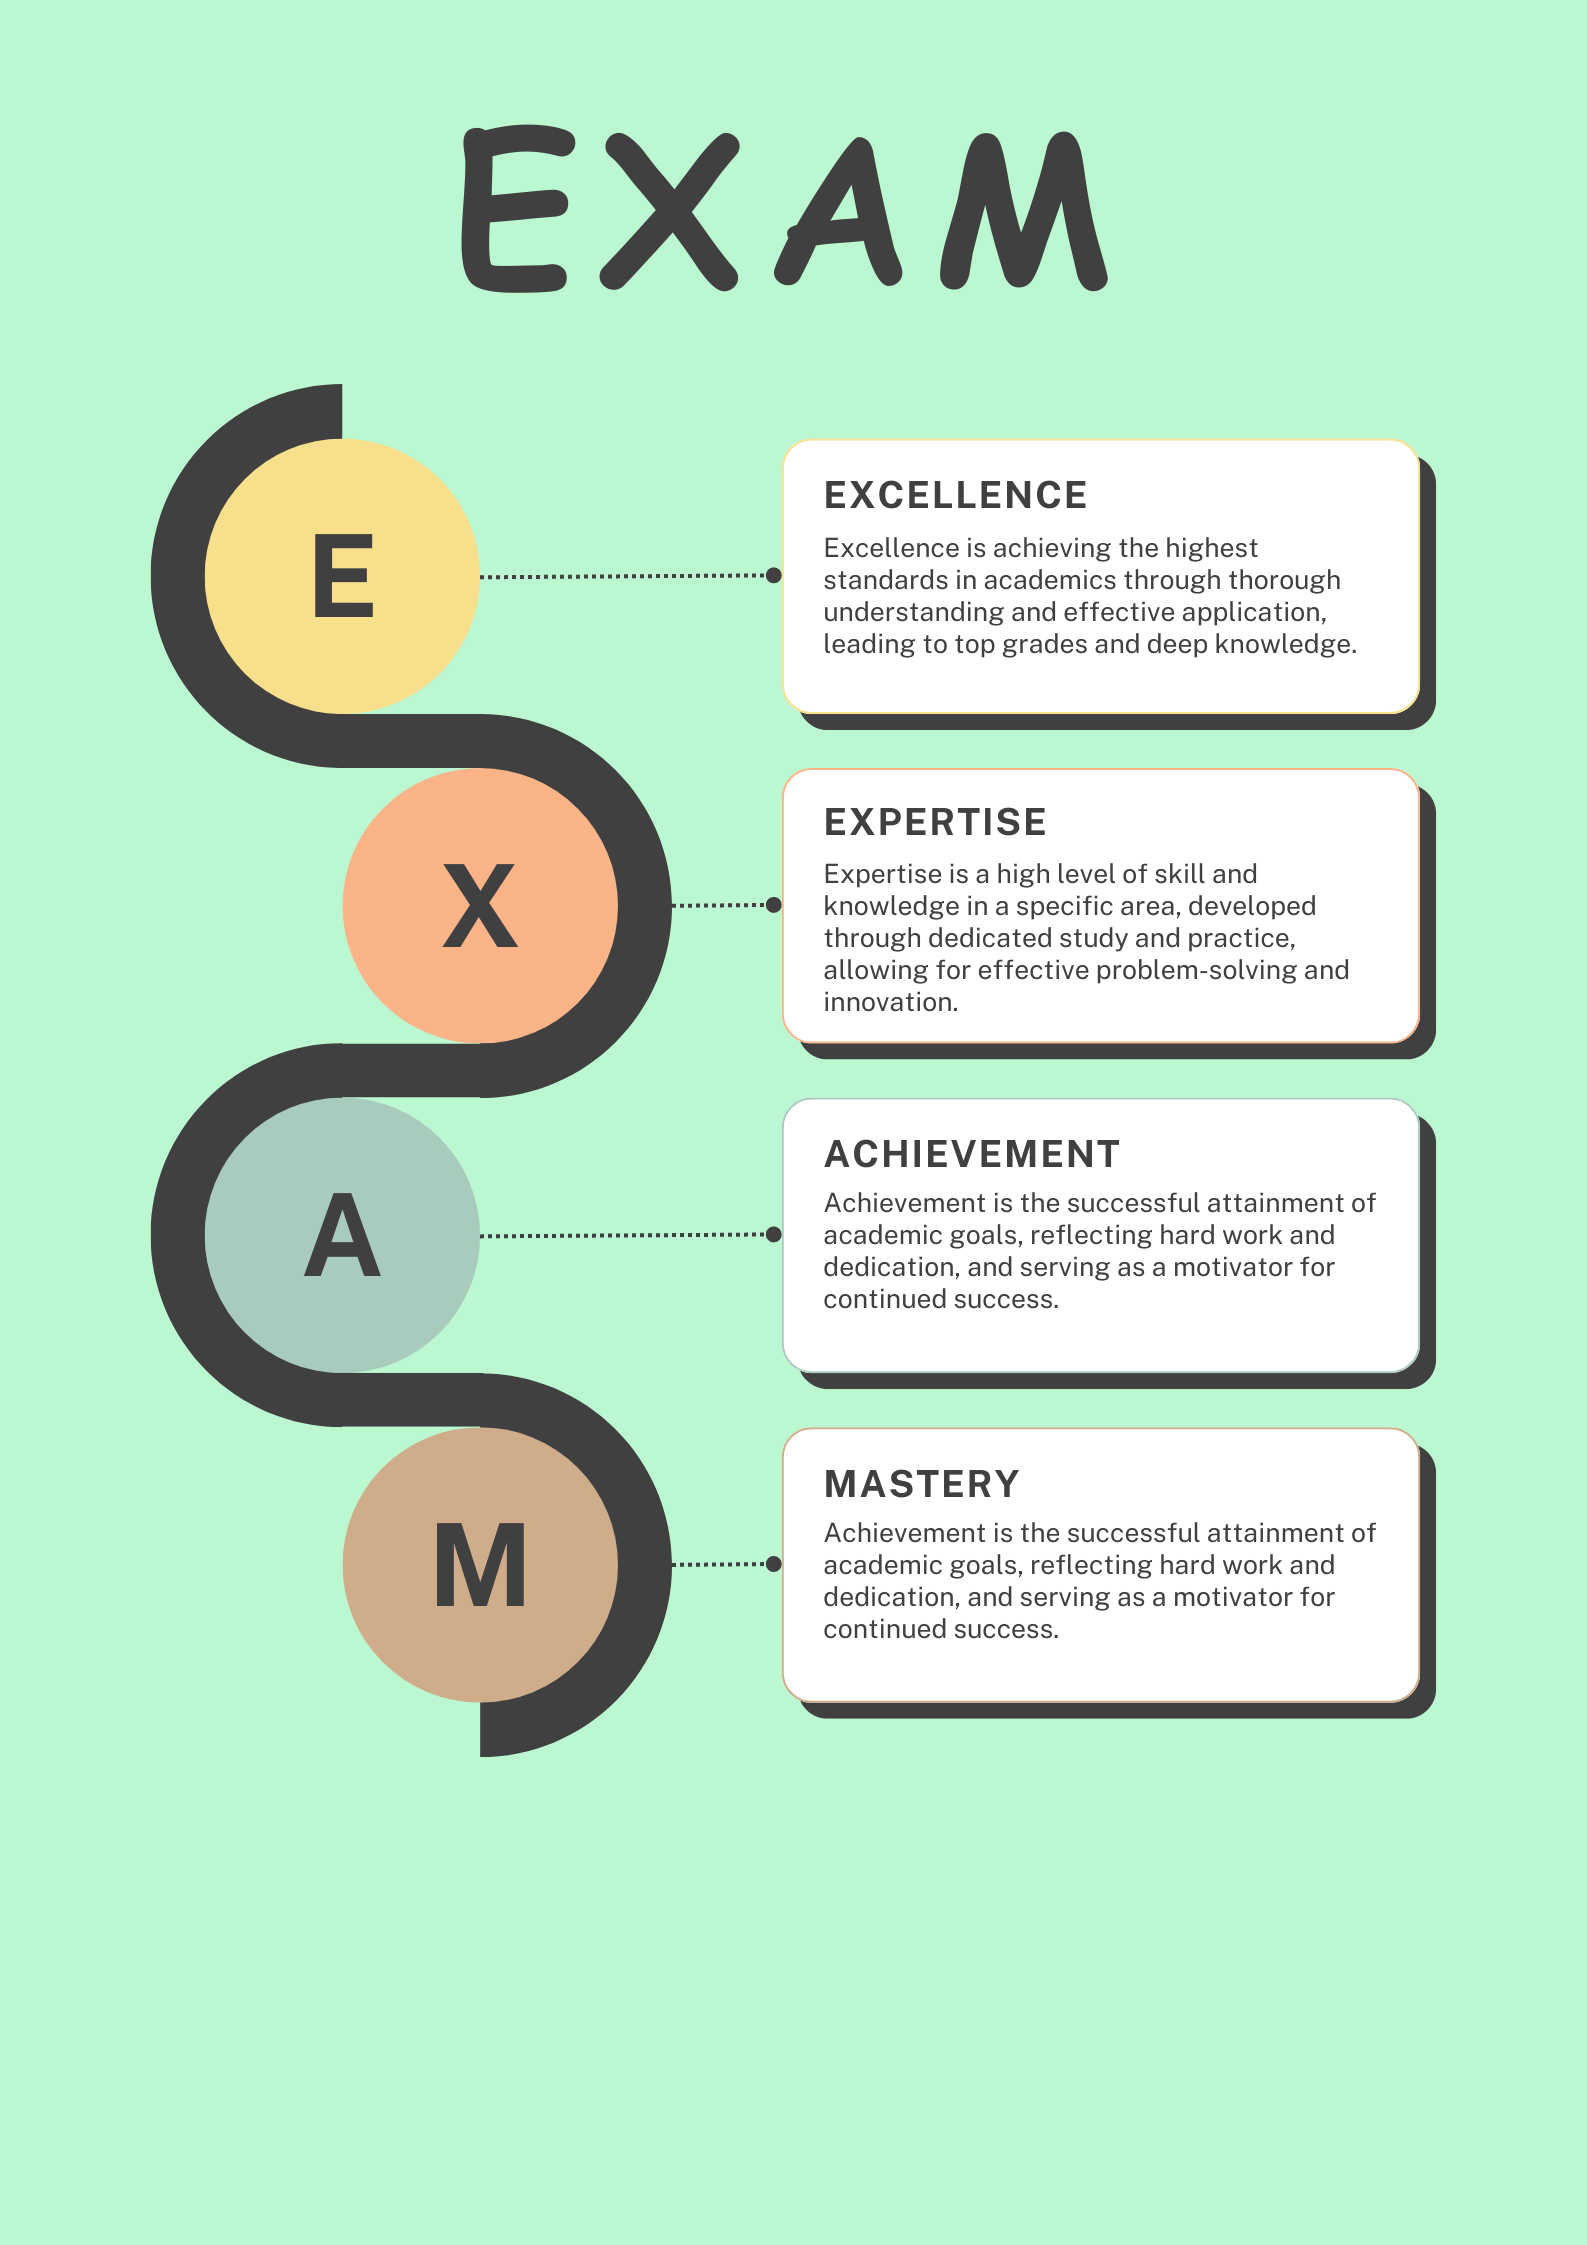 EXAM
E
EXCELLENCE
Excellence is achieving the highest
standards in academics through thorough
understanding and effective application,
leading to top grades and deep knowledge.
X
EXPERTISE
Expertise is a high level of skill and
knowledge in a specific area, developed
through dedicated study and practice,
allowing for effective problem-solving and
innovation.
A
ACHIEVEMENT
Achievement is the successful attainment of
academic goals, reflecting hard work and
dedication, and serving as a motivator for
continued success.
M
MASTERY
Achievement is the successful attainment of
academic goals, reflecting hard work and
dedication, and serving as a motivator for
continued success.